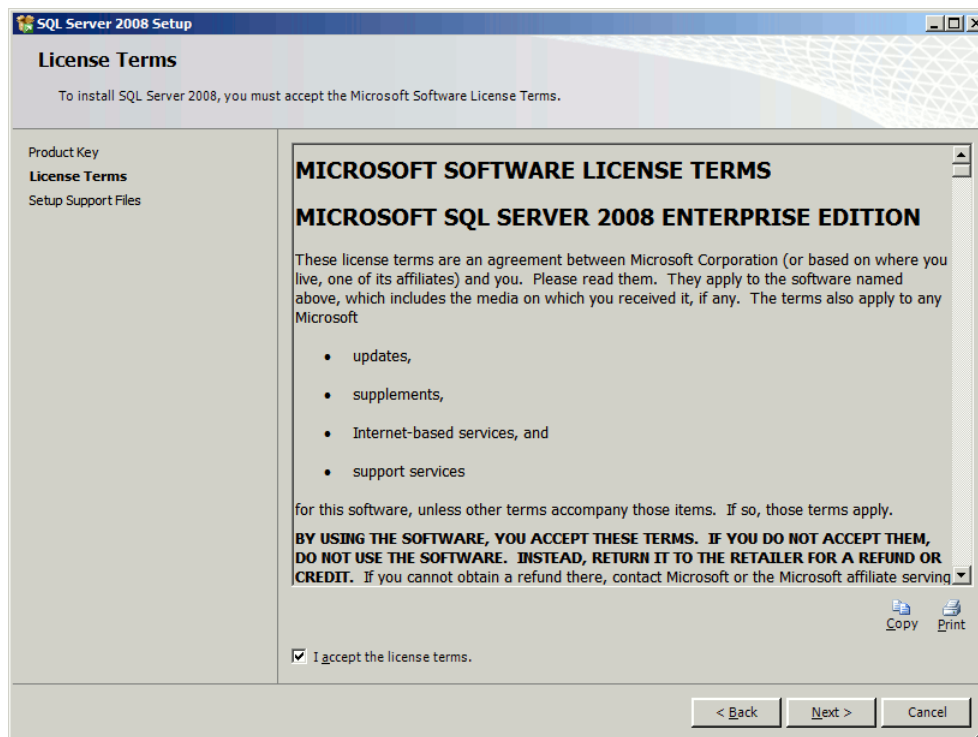 SQL Server 2008 Setup
License Terms
To install SQL Server 2008, you must accept the Microsoft Software License Terms.
Product Key
License Terms
Setup Support Files
MICROSOFT SOFTWARE LICENSE TERMS
MICROSOFT SQL SERVER 2008 ENTERPRISE EDITION
These license terms are an agreement between Microsoft Corporation (or based on where you
live, one of its affiliates) and you.  Please read them.  They apply to the software named
above, which includes the media on which you received it, if any.  The terms also apply to any
Microsoft
• updates,
• supplements,
• Internet-based services, and
• support services
for this software, unless other terms accompany those items.  If so, those terms apply.
BY USING THE SOFTWARE, YOU ACCEPT THESE TERMS.  IF YOU DO NOT ACCEPT THEM,
DO NOT USE THE SOFTWARE.  INSTEAD, RETURN IT TO THE RETAILER FOR A REFUND OR
CREDIT.  If you cannot obtain a refund there, contact Microsoft or the Microsoft affiliate serving
Copy Print
I accept the license terms.
< Back Next > Cancel